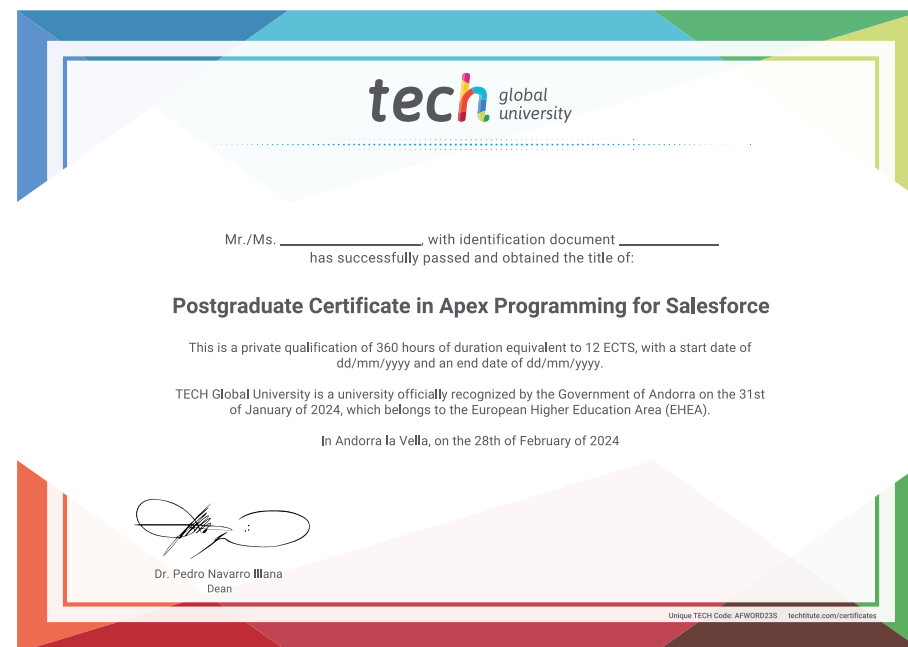 tech global university
Mr./Ms. ____________________, with identification document ______________
has successfully passed and obtained the title of:
Postgraduate Certificate in Apex Programming for Salesforce
This is a private qualification of 360 hours of duration equivalent to 12 ECTS, with a start date of
dd/mm/yyyy and an end date of dd/mm/yyyy.
TECH Global University is a university officially recognized by the Government of Andorra on the 31st
of January of 2024, which belongs to the European Higher Education Area (EHEA).
In Andorra la Vella, on the 28th of February of 2024
Dr. Pedro Navarro Illana
Dean
Unique TECH Code: AFWORD23S techtitute.com/certificates